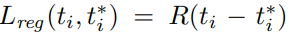 L_{reg}(t_i, t_i^*) = R(t_i - t_i^*)